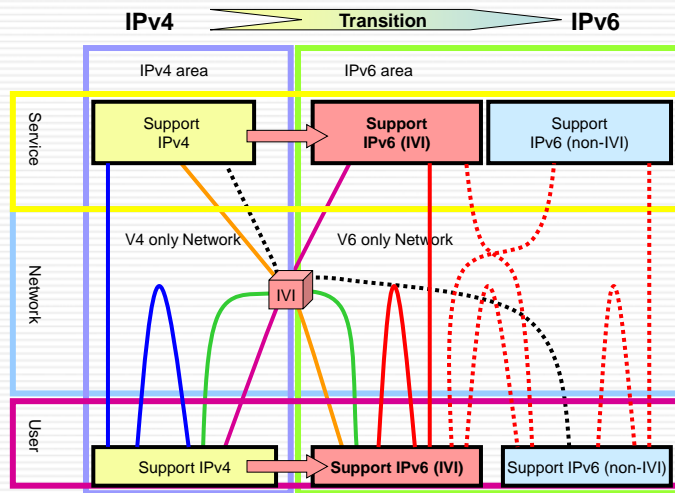 IPv4
Transition
IPv6
IPv4 area
IPv6 area
Service
Support
IPv4
Support
IPv6 (IVI)
Support
IPv6 (non-IVI)
Network
V4 only Network
V6 only Network
IVI
User
Support IPv4
Support IPv6 (IVI)
Support IPv6 (non-IVI)